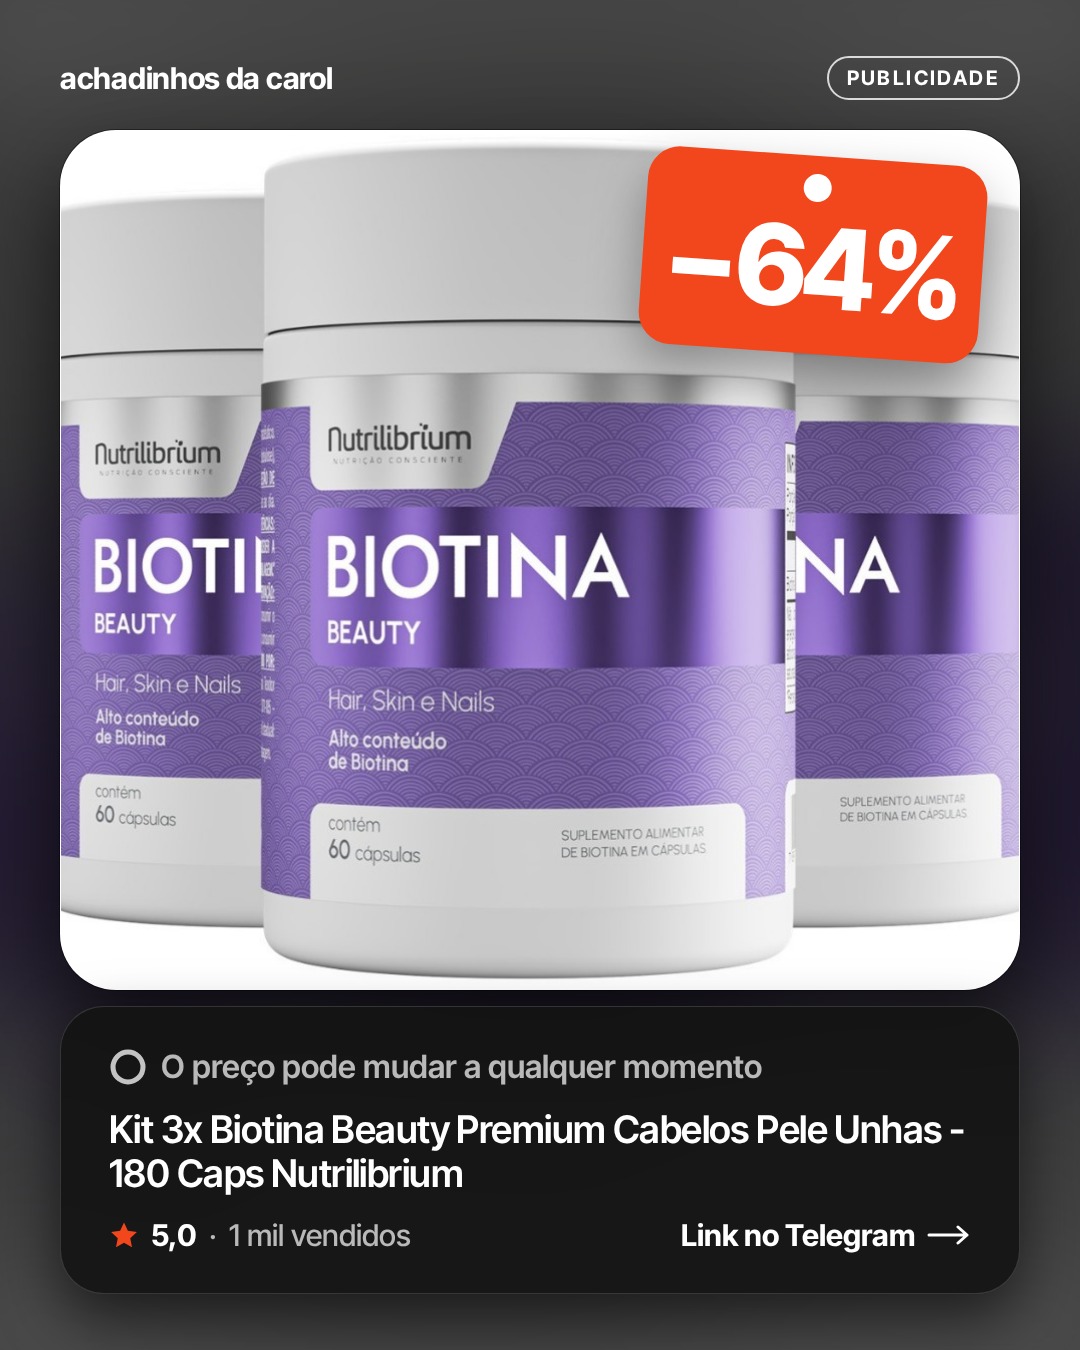 achadinhos da carol
PUBLICIDADE
−64%
Nutrilibrium
NUTRIÇÃO CONSCIENTE
BIOTI
BEAUTY
Hair, Skin e Nails
Alto conteúdo
de Biotina
contém
60 cápsulas
Nutrilibrium
NUTRIÇÃO CONSCIENTE
BIOTINA
BEAUTY
Hair, Skin e Nails
Alto conteúdo
de Biotina
contém
60 cápsulas
SUPLEMENTO ALIMENTAR
DE BIOTINA EM CÁPSULAS
NA
SUPLEMENTO ALIMENTAR
DE BIOTINA EM CÁPSULAS
O preço pode mudar a qualquer momento
Kit 3x Biotina Beauty Premium Cabelos Pele Unhas -
180 Caps Nutrilibrium
5,0 · 1 mil vendidos
Link no Telegram →